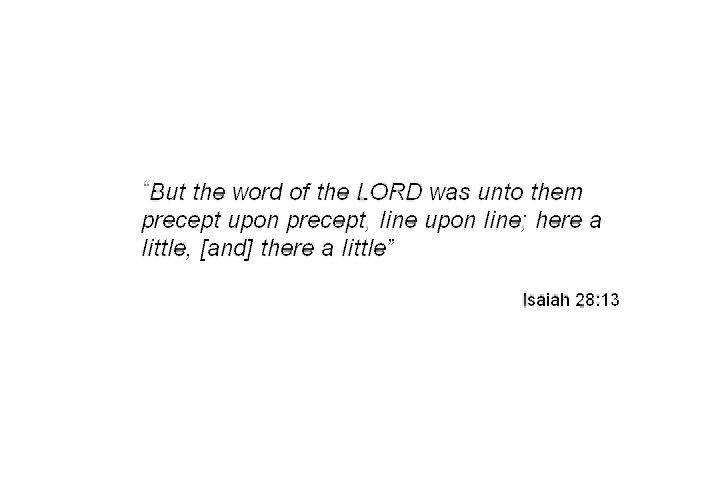 “But the word of the LORD was unto them
precept upon precept, line upon line; here a
little, [and] there a little”
Isaiah 28:13